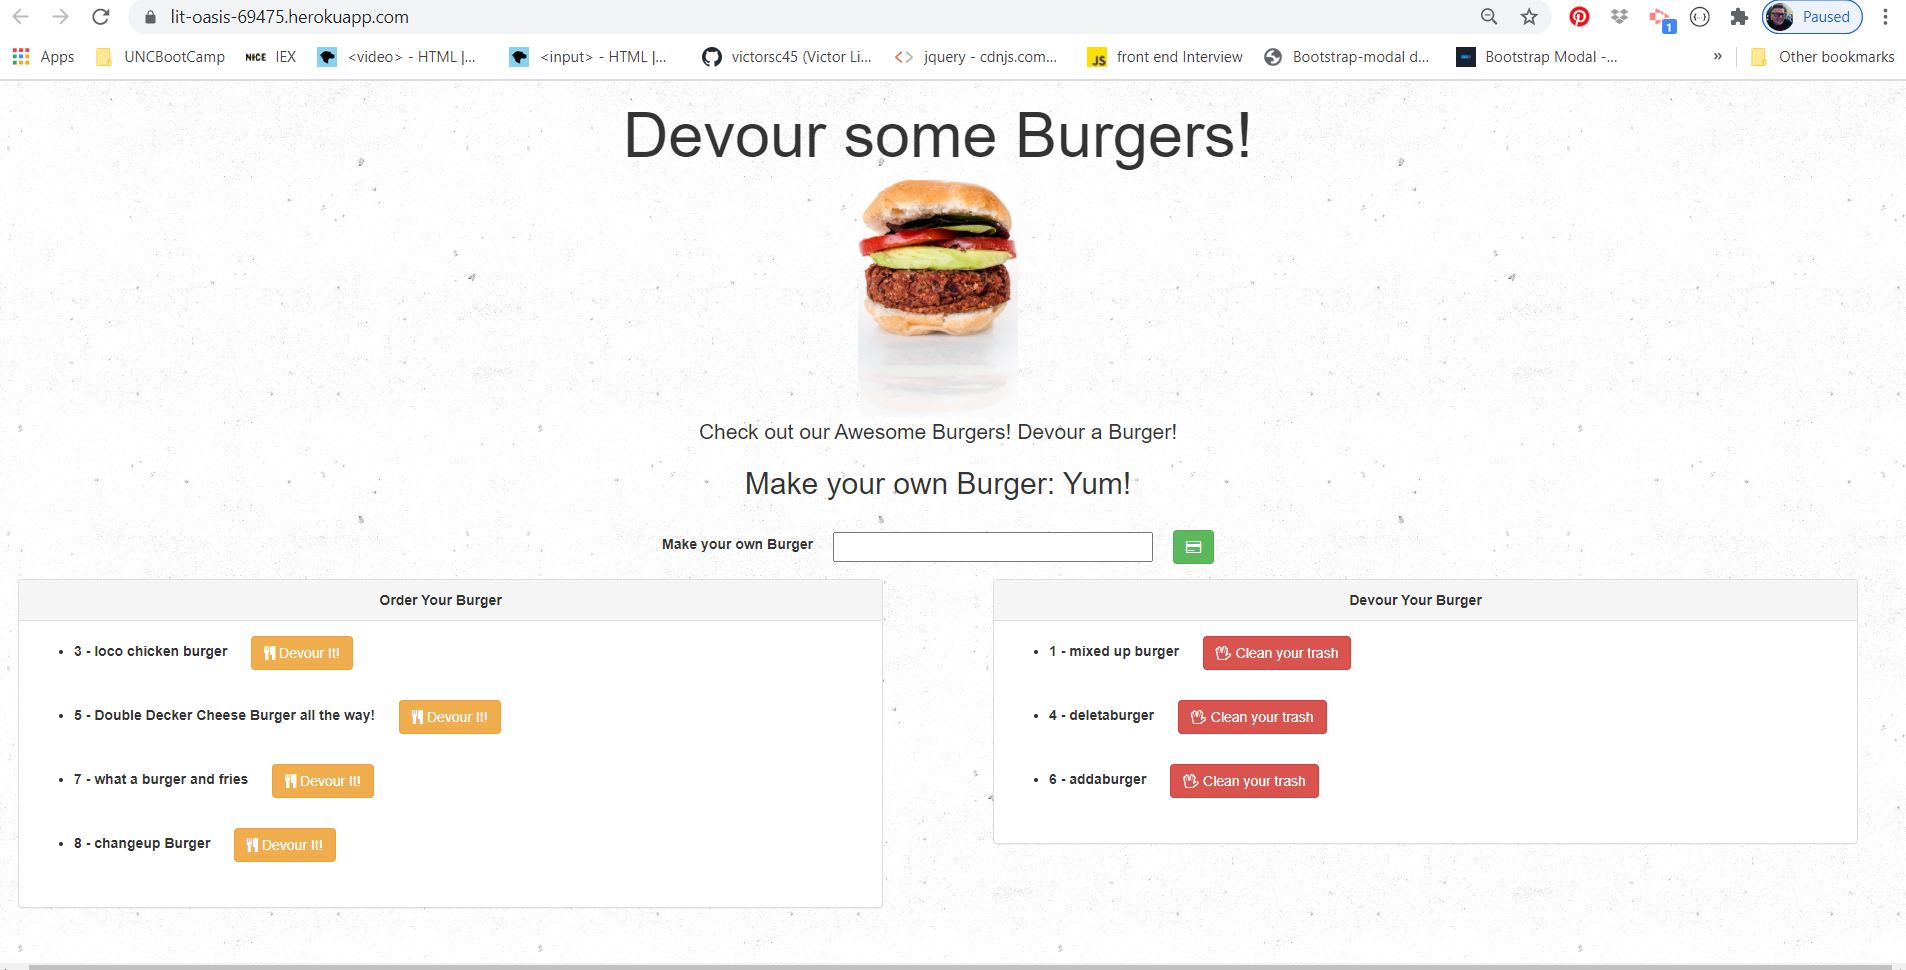 lit-oasis-69475.herokuapp.com
Paused
1
Apps
UNCBootCamp
NICE IEX
<video> - HTML |...
<input> - HTML |...
victorsc45 (Victor Li...
<> jquery - cdnjs.com...
JS front end Interview
Bootstrap-modal d...
Bootstrap Modal -...
»
Other bookmarks
Devour some Burgers!
Check out our Awesome Burgers! Devour a Burger!
Make your own Burger: Yum!
Make your own Burger
Order Your Burger
3 - loco chicken burger Devour It!
5 - Double Decker Cheese Burger all the way! Devour It!
7 - what a burger and fries Devour It!
8 - changeup Burger Devour It!
Devour Your Burger
1 - mixed up burger Clean your trash
4 - deletaburger Clean your trash
6 - addaburger Clean your trash